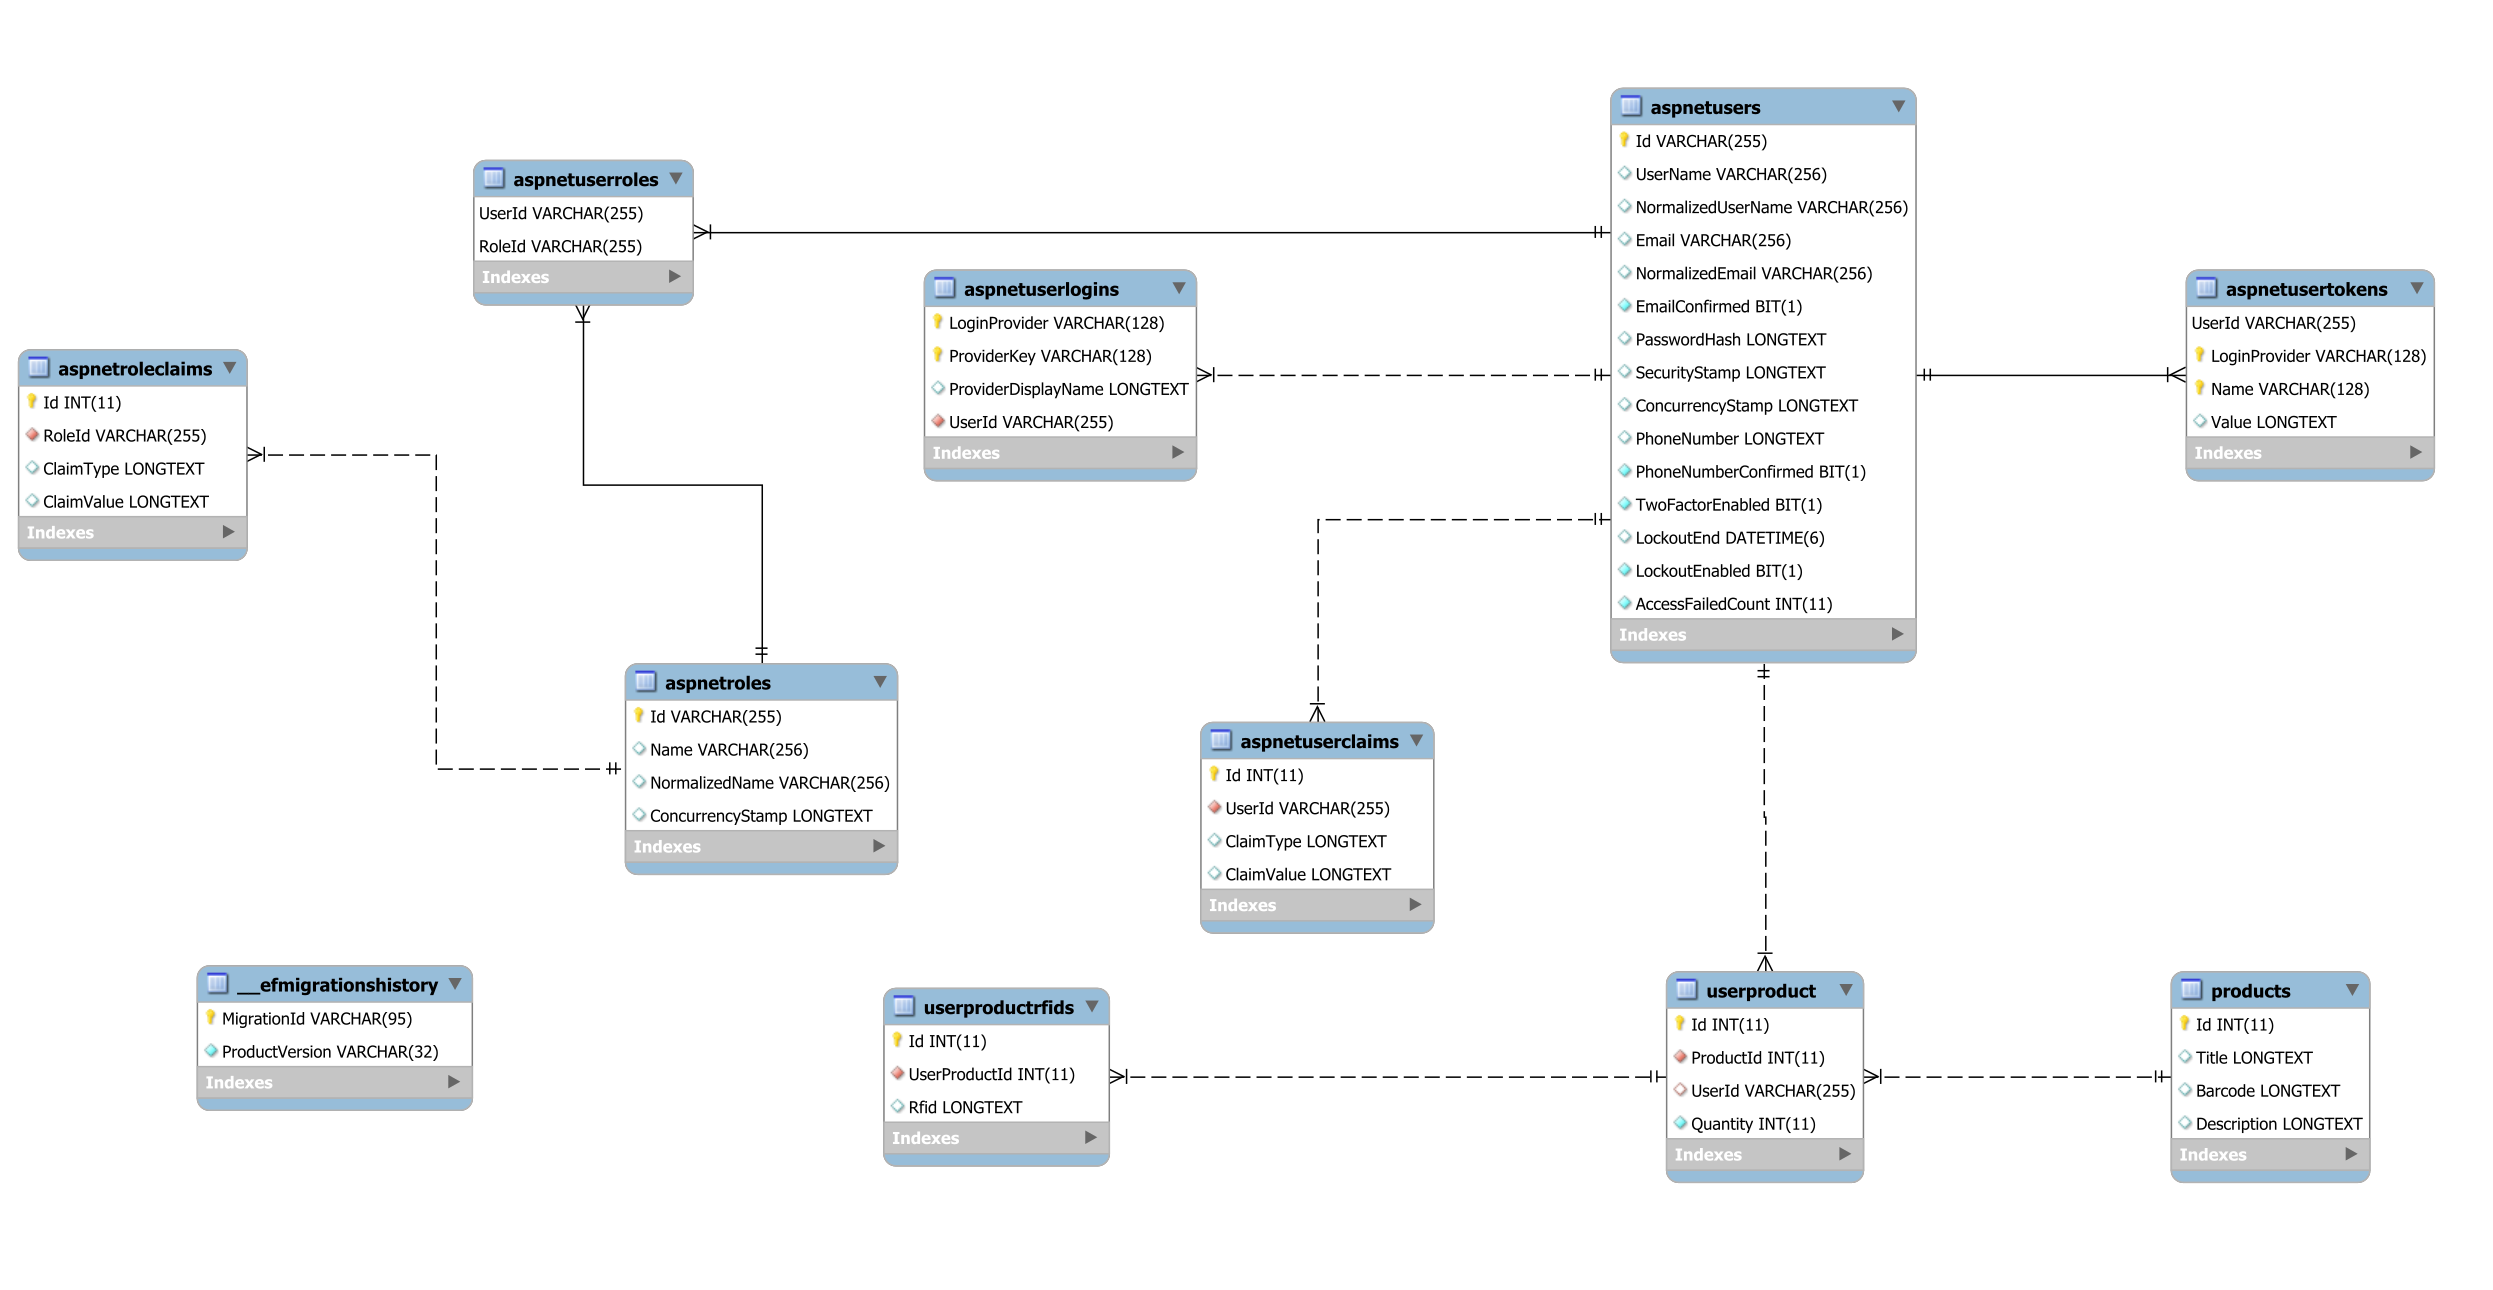 aspnetusers
Id VARCHAR(255)
UserName VARCHAR(256)
NormalizedUserName VARCHAR(256)
Email VARCHAR(256)
NormalizedEmail VARCHAR(256)
EmailConfirmed BIT(1)
PasswordHash LONGTEXT
SecurityStamp LONGTEXT
ConcurrencyStamp LONGTEXT
PhoneNumber LONGTEXT
PhoneNumberConfirmed BIT(1)
TwoFactorEnabled BIT(1)
LockoutEnd DATETIME(6)
LockoutEnabled BIT(1)
AccessFailedCount INT(11)
Indexes
aspnetuserroles
UserId VARCHAR(255)
RoleId VARCHAR(255)
Indexes
aspnetuserlogins
LoginProvider VARCHAR(128)
ProviderKey VARCHAR(128)
ProviderDisplayName LONGTEXT
UserId VARCHAR(255)
Indexes
aspnetusertokens
UserId VARCHAR(255)
LoginProvider VARCHAR(128)
Name VARCHAR(128)
Value LONGTEXT
Indexes
aspnetroleclaims
Id INT(11)
RoleId VARCHAR(255)
ClaimType LONGTEXT
ClaimValue LONGTEXT
Indexes
aspnetroles
Id VARCHAR(255)
Name VARCHAR(256)
NormalizedName VARCHAR(256)
ConcurrencyStamp LONGTEXT
Indexes
aspnetuserclaims
Id INT(11)
UserId VARCHAR(255)
ClaimType LONGTEXT
ClaimValue LONGTEXT
Indexes
__efmigrationshistory
MigrationId VARCHAR(95)
ProductVersion VARCHAR(32)
Indexes
userproductrfids
Id INT(11)
UserProductId INT(11)
Rfid LONGTEXT
Indexes
userproduct
Id INT(11)
ProductId INT(11)
UserId VARCHAR(255)
Quantity INT(11)
Indexes
products
Id INT(11)
Title LONGTEXT
Barcode LONGTEXT
Description LONGTEXT
Indexes